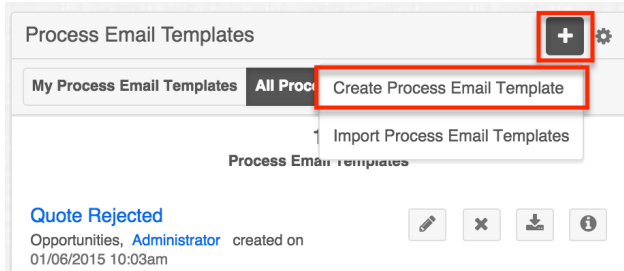 Process Email Templates
My Process Email Templates All Proc
Create Process Email Template
Import Process Email Templates
Process Email Templates
Quote Rejected
Opportunities, Administrator created on
01/06/2015 10:03am